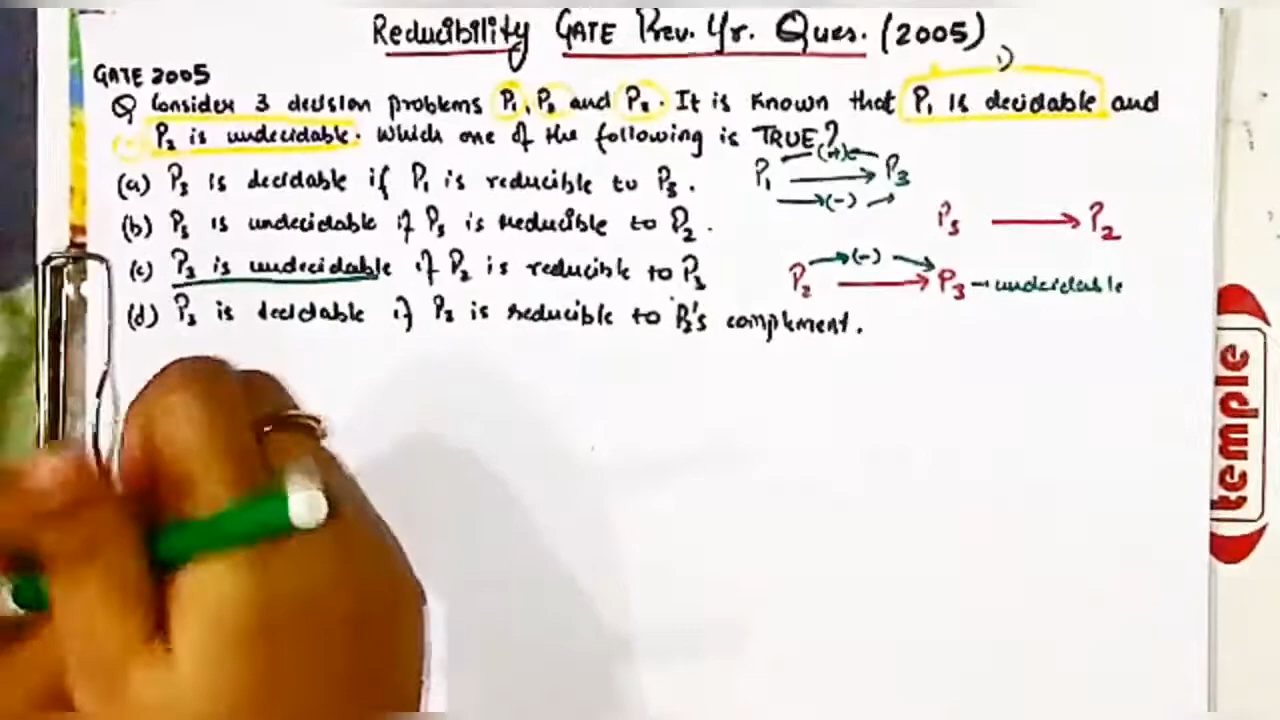 Reducibility GATE Prev. Yr. Ques. (2005)
GATE 2005
Q Consider 3 decision problems P₁, P₂ and P₃. It is known that P₁ is decidable and
P₂ is undecidable. Which one of the following is TRUE?
(a) P₃ is decidable if P₁ is reducible to P₃.
(b) P₃ is undecidable if P₃ is reducible to P₂.
(c) P₃ is undecidable if P₂ is reducible to P₃
(d) P₃ is decidable if P₃ is reducible to P₂'s complement.
1)
(+)
P₁ → P₃
→ (-) →
P₃ → P₂
→ (-) →
P₂ → P₃ – undecidable
temple